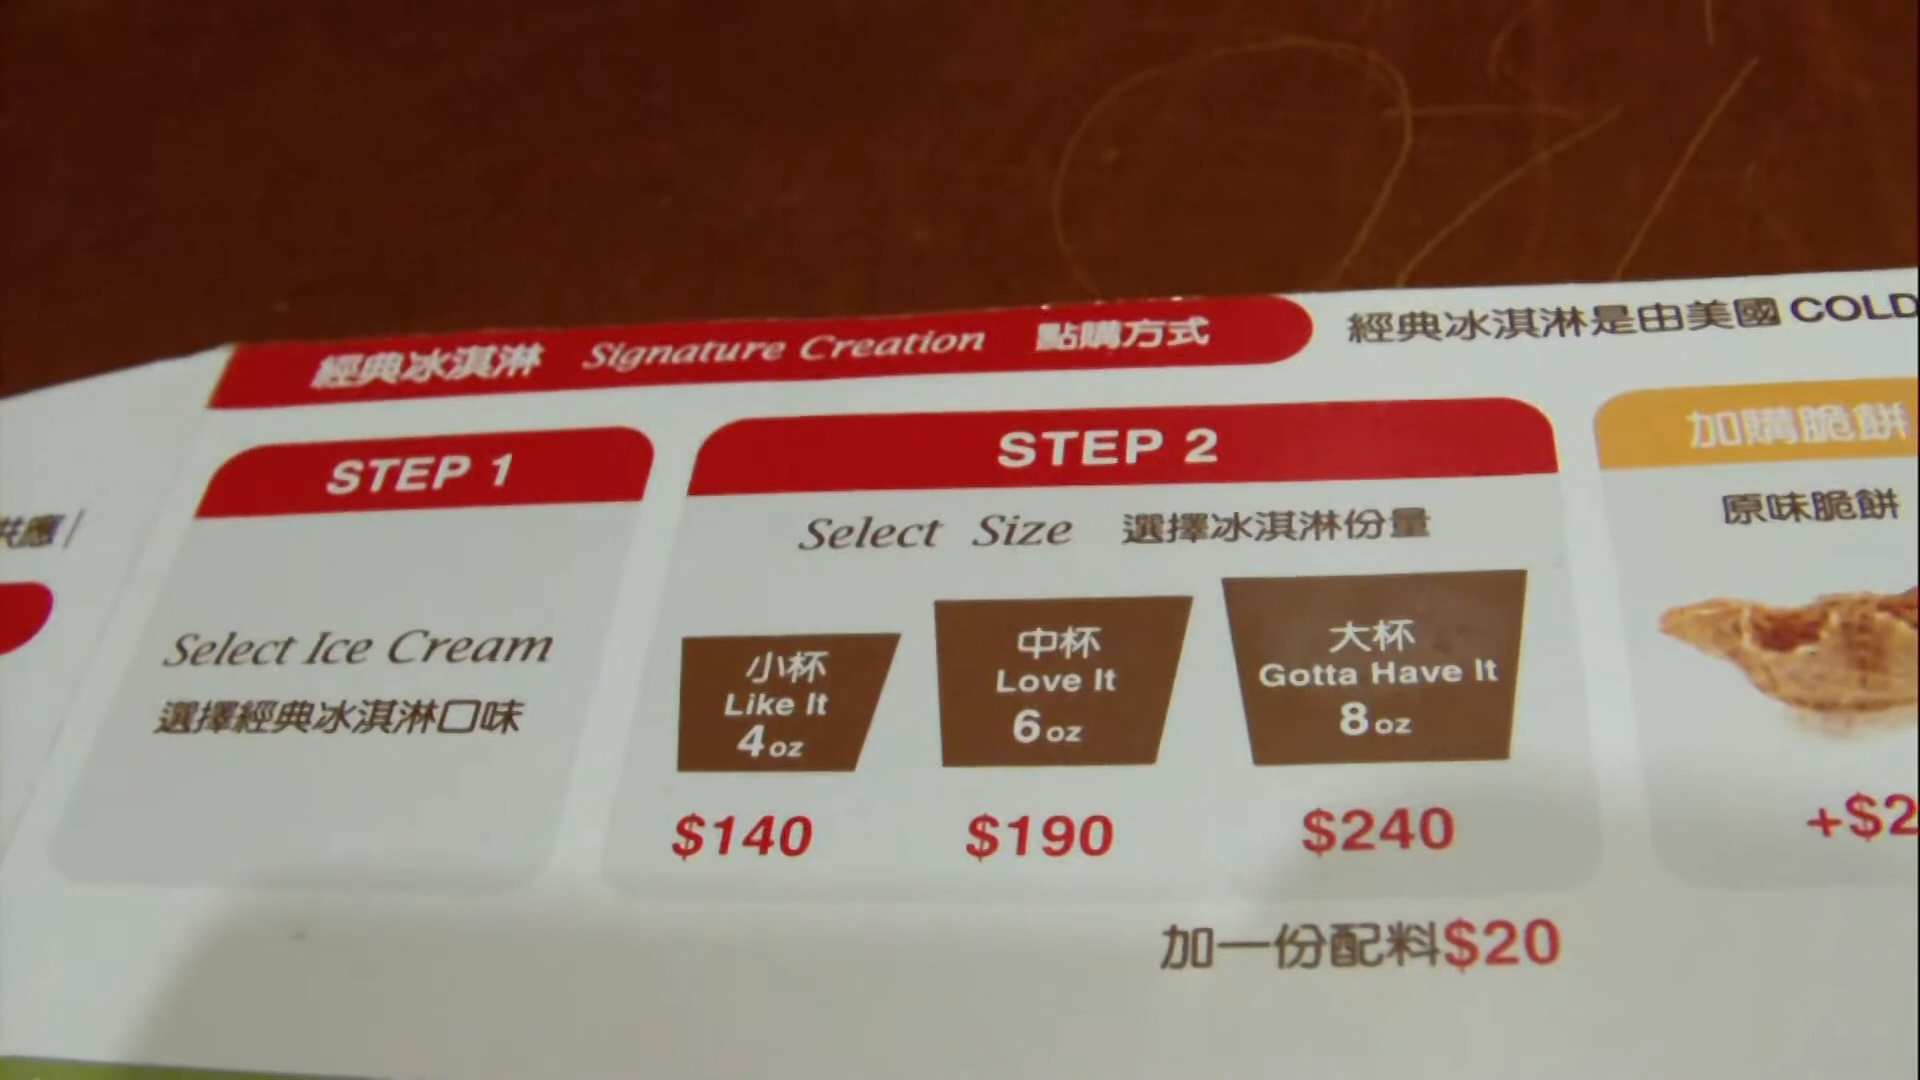 經典冰淇淋 Signature Creation 點購方式
經典冰淇淋是由美國 COLD
STEP 1
Select Ice Cream
選擇經典冰淇淋口味
STEP 2
Select Size 選擇冰淇淋份量
小杯
Like It
4oz
$140
中杯
Love It
6oz
$190
大杯
Gotta Have It
8oz
$240
加一份配料$20
加購脆餅
原味脆餅
+$2
供應/